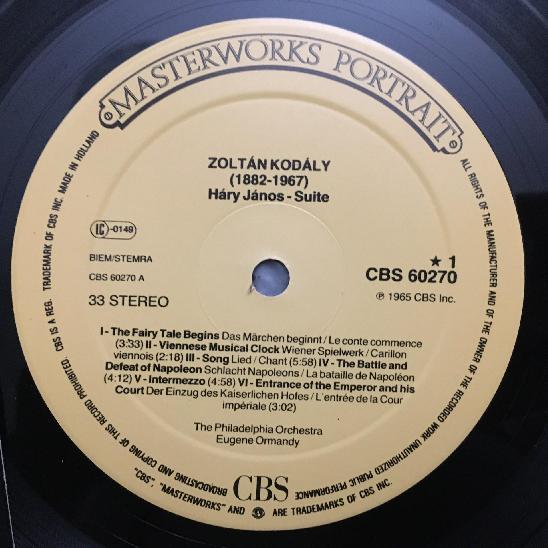 MASTERWORKS PORTRAIT
ZOLTÁN KODÁLY
(1882-1967)
Háry János - Suite
IC -0149
BIEM/STEMRA
CBS 60270 A
33 STEREO
★ 1
CBS 60270
℗ 1965 CBS Inc.
I - The Fairy Tale Begins Das Märchen beginnt / Le conte commence
(3:33) II - Viennese Musical Clock Wiener Spielwerk / Carillon
viennois (2:18) III - Song Lied / Chant (5:58) IV - The Battle and
Defeat of Napoleon Schlacht Napoleons / La bataille de Napoléon
(4:12) V - Intermezzo (4:58) VI - Entrance of the Emperor and his
Court Der Einzug des Kaiserlichen Hofes / L'entrée de la Cour
impériale (3:02)
The Philadelphia Orchestra
Eugene Ormandy
CBS
ALL RIGHTS OF THE MANUFACTURER AND OF THE OWNER OF THE RECORDED WORK RESERVED. UNAUTHORIZED PUBLIC PERFORMANCE, BROADCASTING AND COPYING OF THIS RECORD PROHIBITED. CBS IS A REG. TRADEMARK OF CBS INC. MADE IN HOLLAND
"CBS", "MASTERWORKS" AND ARE TRADEMARKS OF CBS INC.